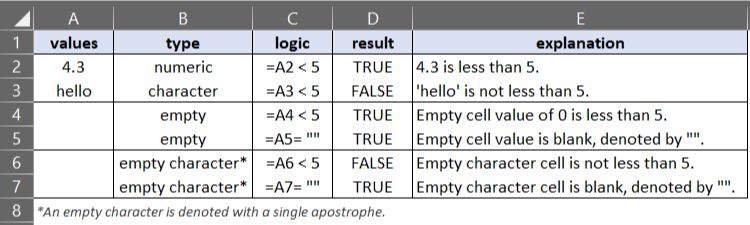 A B C D E
1 values type logic result explanation
2 4.3 numeric =A2 < 5 TRUE 4.3 is less than 5.
3 hello character =A3 < 5 FALSE 'hello' is not less than 5.
4 empty =A4 < 5 TRUE Empty cell value of 0 is less than 5.
5 empty =A5= "" TRUE Empty cell value is blank, denoted by "".
6 empty character* =A6 < 5 FALSE Empty character cell is not less than 5.
7 empty character* =A7= "" TRUE Empty character cell is blank, denoted by "".
8 *An empty character is denoted with a single apostrophe.